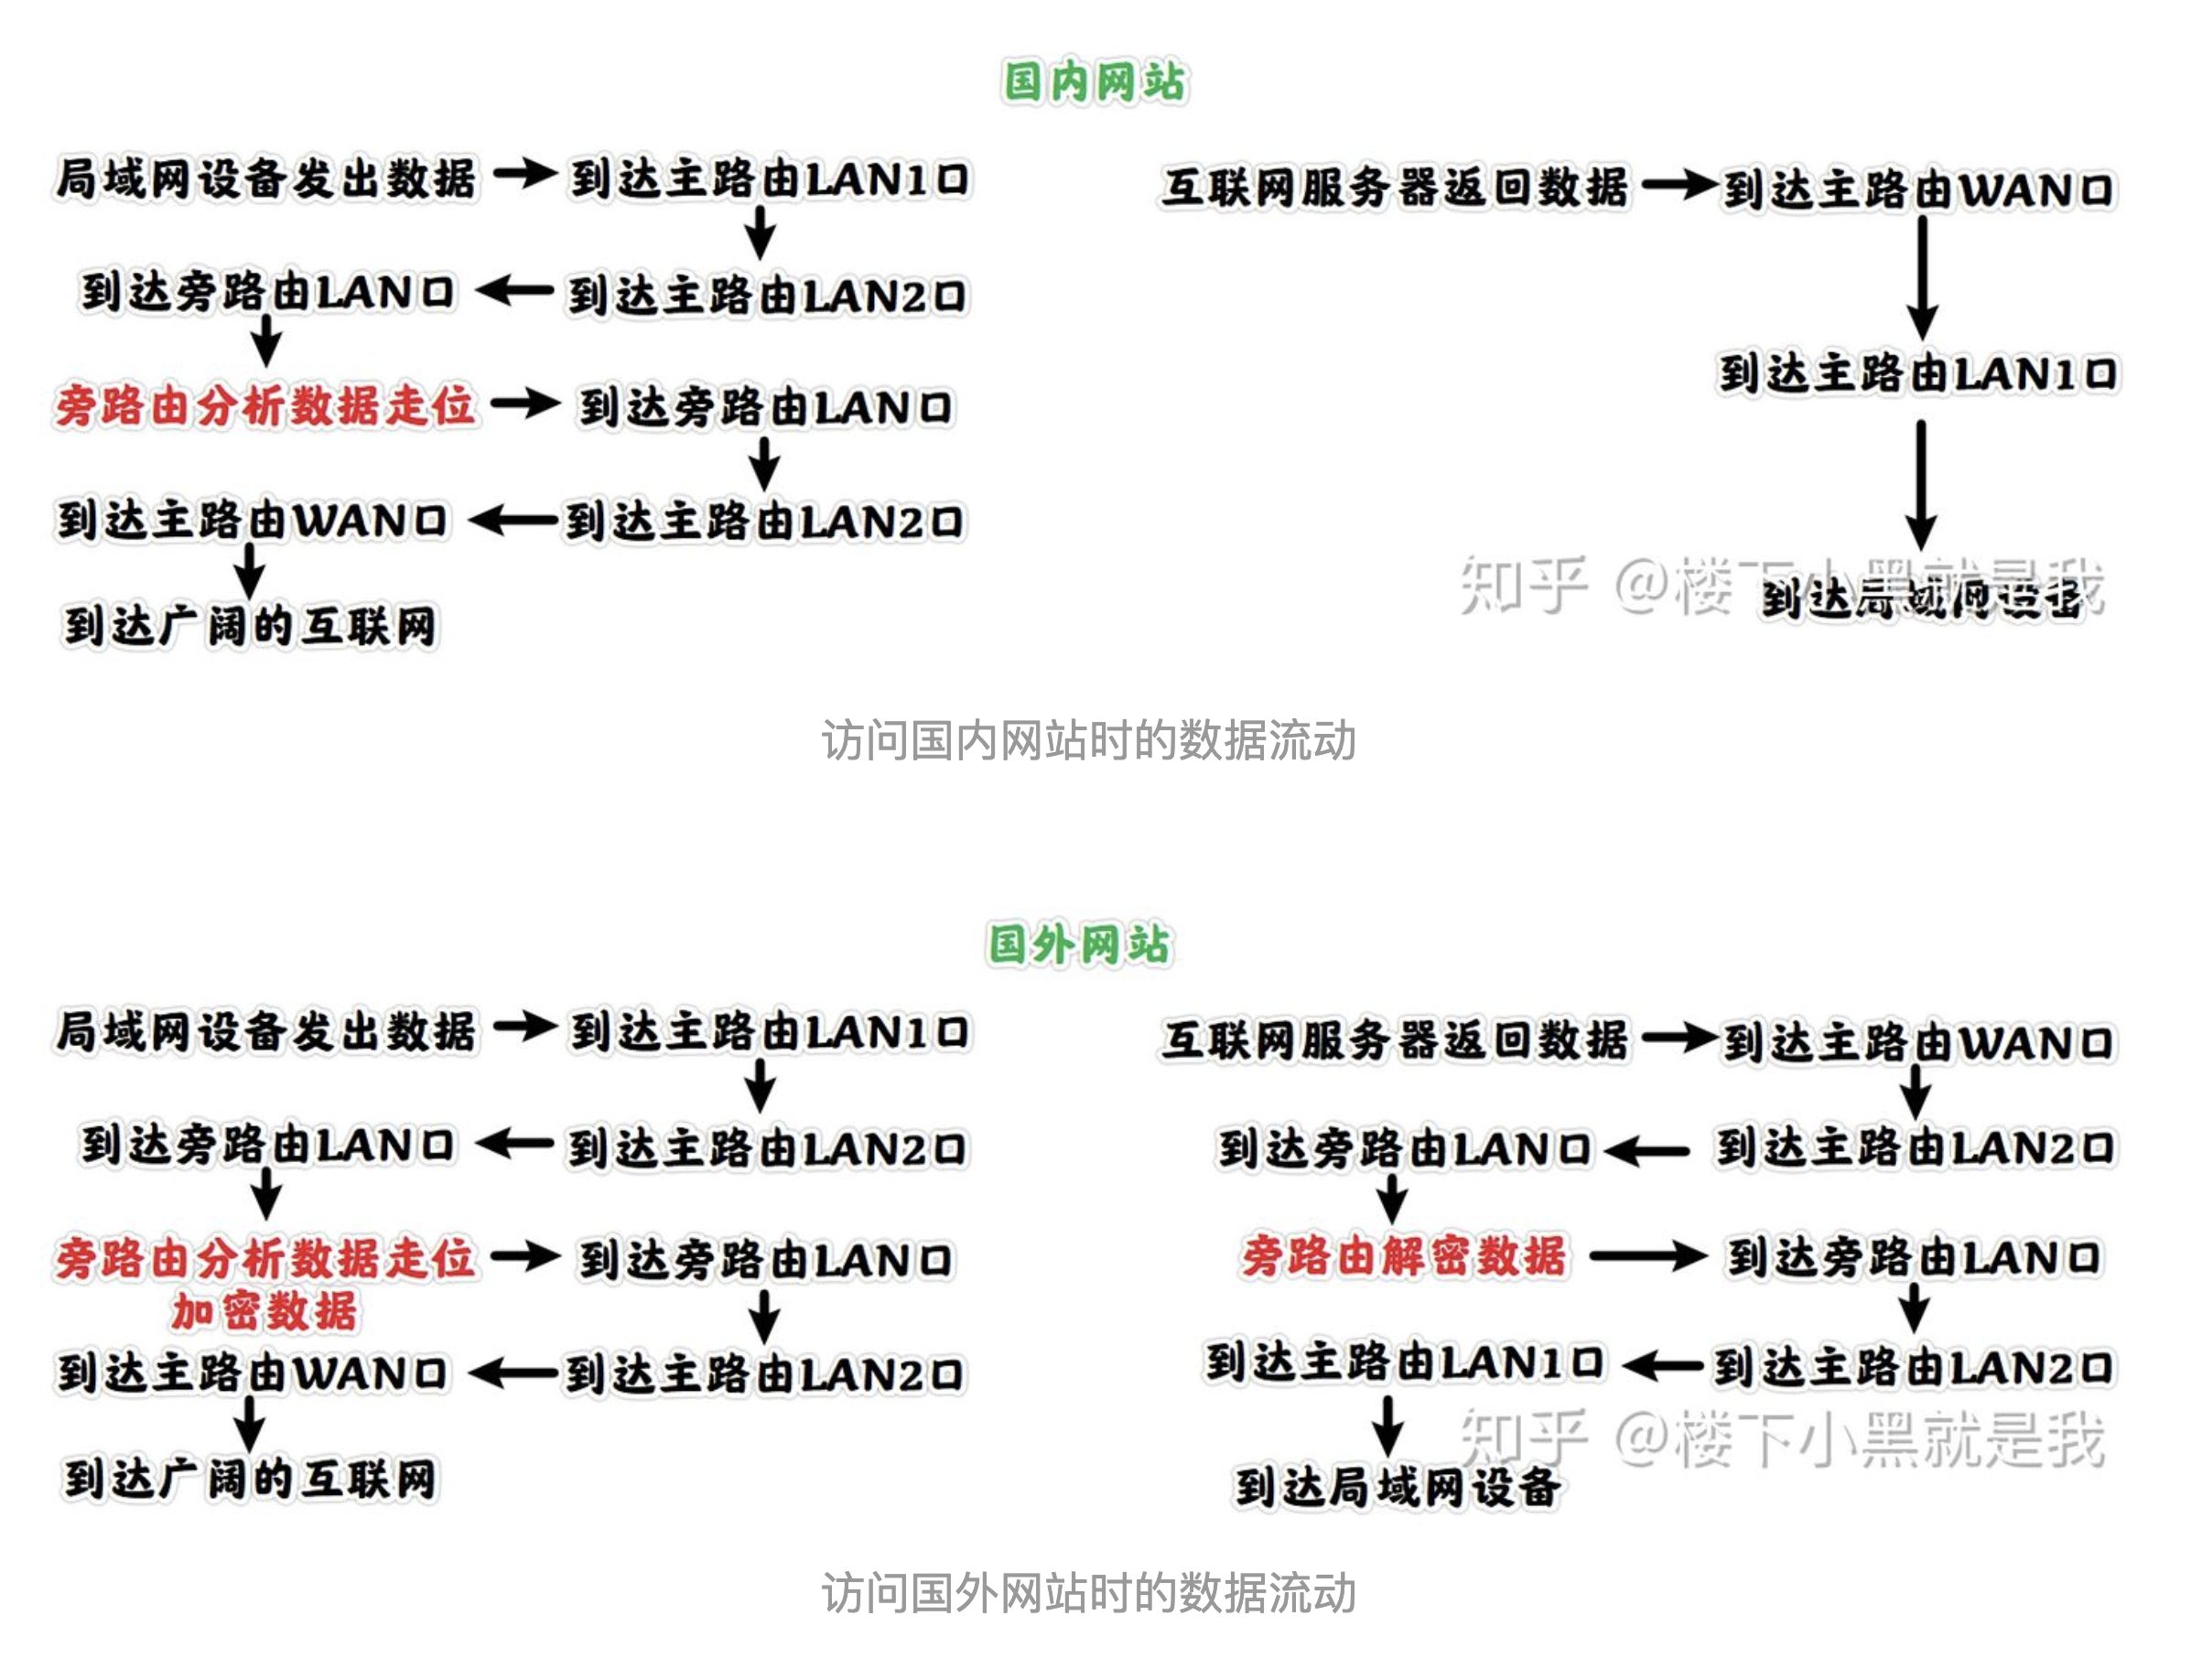 国内网站
局域网设备发出数据
到达主路由LAN1口
到达主路由LAN2口
到达旁路由LAN口
旁路由分析数据走位
到达旁路由LAN口
到达主路由LAN2口
到达主路由WAN口
到达广阔的互联网
互联网服务器返回数据
到达主路由WAN口
到达主路由LAN1口
到达局域网设备
知乎 @楼下小黑就是我
访问国内网站时的数据流动
国外网站
局域网设备发出数据
到达主路由LAN1口
到达主路由LAN2口
到达旁路由LAN口
旁路由分析数据走位
加密数据
到达旁路由LAN口
到达主路由LAN2口
到达主路由WAN口
到达广阔的互联网
互联网服务器返回数据
到达主路由WAN口
到达主路由LAN2口
到达旁路由LAN口
旁路由解密数据
到达旁路由LAN口
到达主路由LAN2口
到达主路由LAN1口
到达局域网设备
知乎 @楼下小黑就是我
访问国外网站时的数据流动